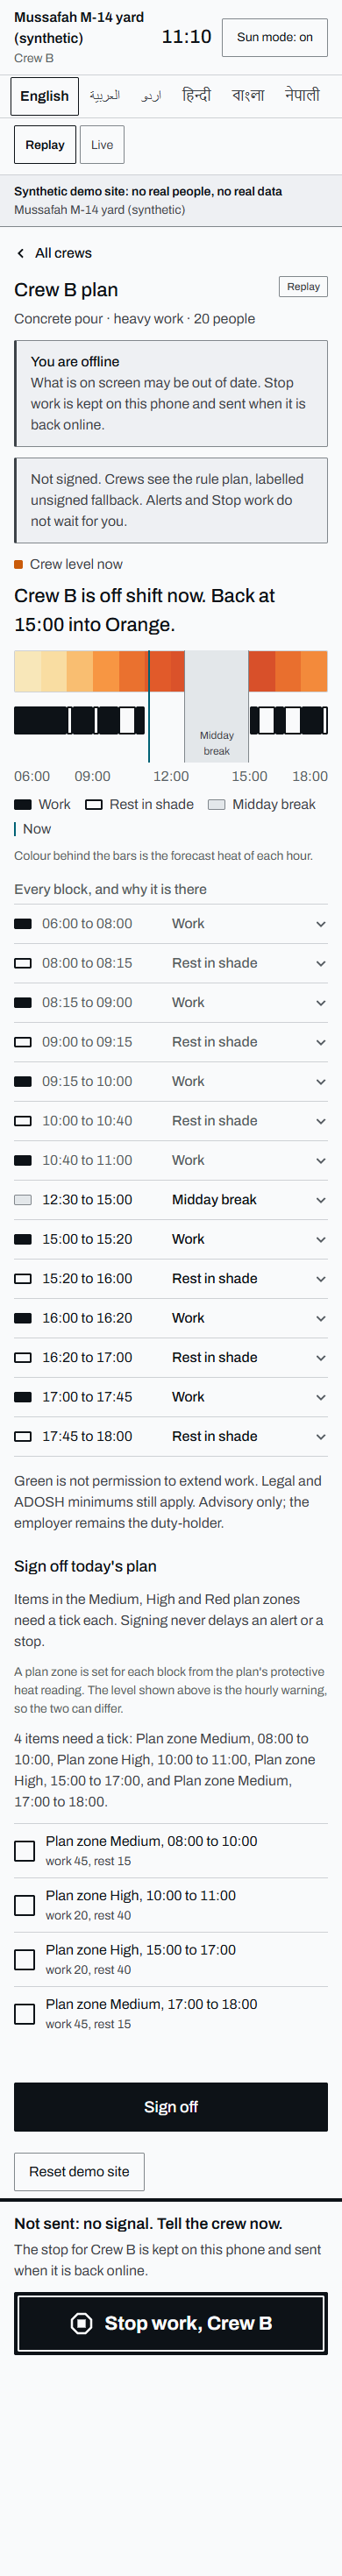 Mussafah M-14 yard
(synthetic)
Crew B
11:10
Sun mode: on
English
العربية
اردو
हिन्दी
বাংলা
नेपाली
Replay
Live
Synthetic demo site: no real people, no real data
Mussafah M-14 yard (synthetic)
All crews
Crew B plan
Replay
Concrete pour · heavy work · 20 people
You are offline
What is on screen may be out of date. Stop
work is kept on this phone and sent when it is
back online.
Not signed. Crews see the rule plan, labelled
unsigned fallback. Alerts and Stop work do
not wait for you.
Crew level now
Crew B is off shift now. Back at
15:00 into Orange.
Midday
break
06:00 09:00 12:00 15:00 18:00
Work Rest in shade Midday break
Now
Colour behind the bars is the forecast heat of each hour.
Every block, and why it is there
06:00 to 08:00 Work
08:00 to 08:15 Rest in shade
08:15 to 09:00 Work
09:00 to 09:15 Rest in shade
09:15 to 10:00 Work
10:00 to 10:40 Rest in shade
10:40 to 11:00 Work
12:30 to 15:00 Midday break
15:00 to 15:20 Work
15:20 to 16:00 Rest in shade
16:00 to 16:20 Work
16:20 to 17:00 Rest in shade
17:00 to 17:45 Work
17:45 to 18:00 Rest in shade
Green is not permission to extend work. Legal and
ADOSH minimums still apply. Advisory only; the
employer remains the duty-holder.
Sign off today's plan
Items in the Medium, High and Red plan zones
need a tick each. Signing never delays an alert or a
stop.
A plan zone is set for each block from the plan's protective
heat reading. The level shown above is the hourly warning,
so the two can differ.
4 items need a tick: Plan zone Medium, 08:00 to
10:00, Plan zone High, 10:00 to 11:00, Plan zone
High, 15:00 to 17:00, and Plan zone Medium,
17:00 to 18:00.
Plan zone Medium, 08:00 to 10:00
work 45, rest 15
Plan zone High, 10:00 to 11:00
work 20, rest 40
Plan zone High, 15:00 to 17:00
work 20, rest 40
Plan zone Medium, 17:00 to 18:00
work 45, rest 15
Sign off
Reset demo site
Not sent: no signal. Tell the crew now.
The stop for Crew B is kept on this phone and sent
when it is back online.
Stop work, Crew B